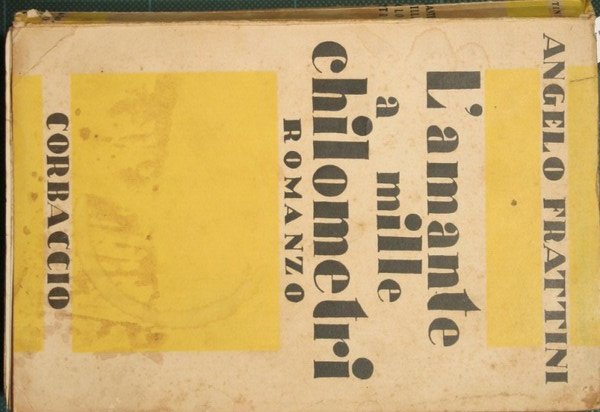 ANGELO FRATTINI
L'amante
a mille
chilometri
ROMANZO
CORBACCIO